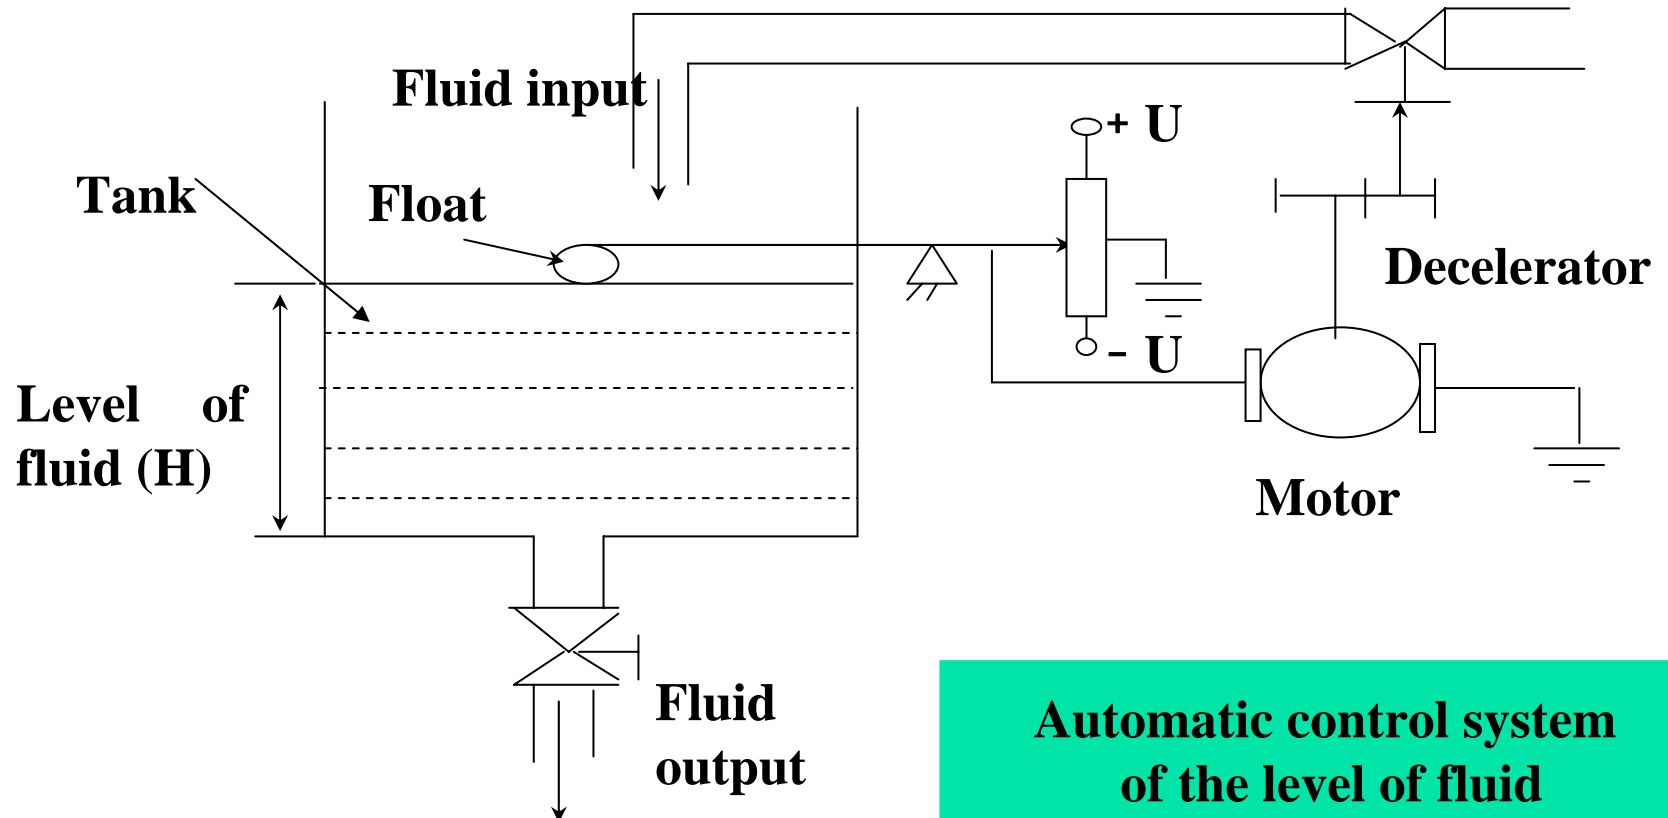 Fluid input
+ U
Tank
Float
Decelerator
- U
Level of
fluid (H)
Motor
Fluid
output
Automatic control system
of the level of fluid